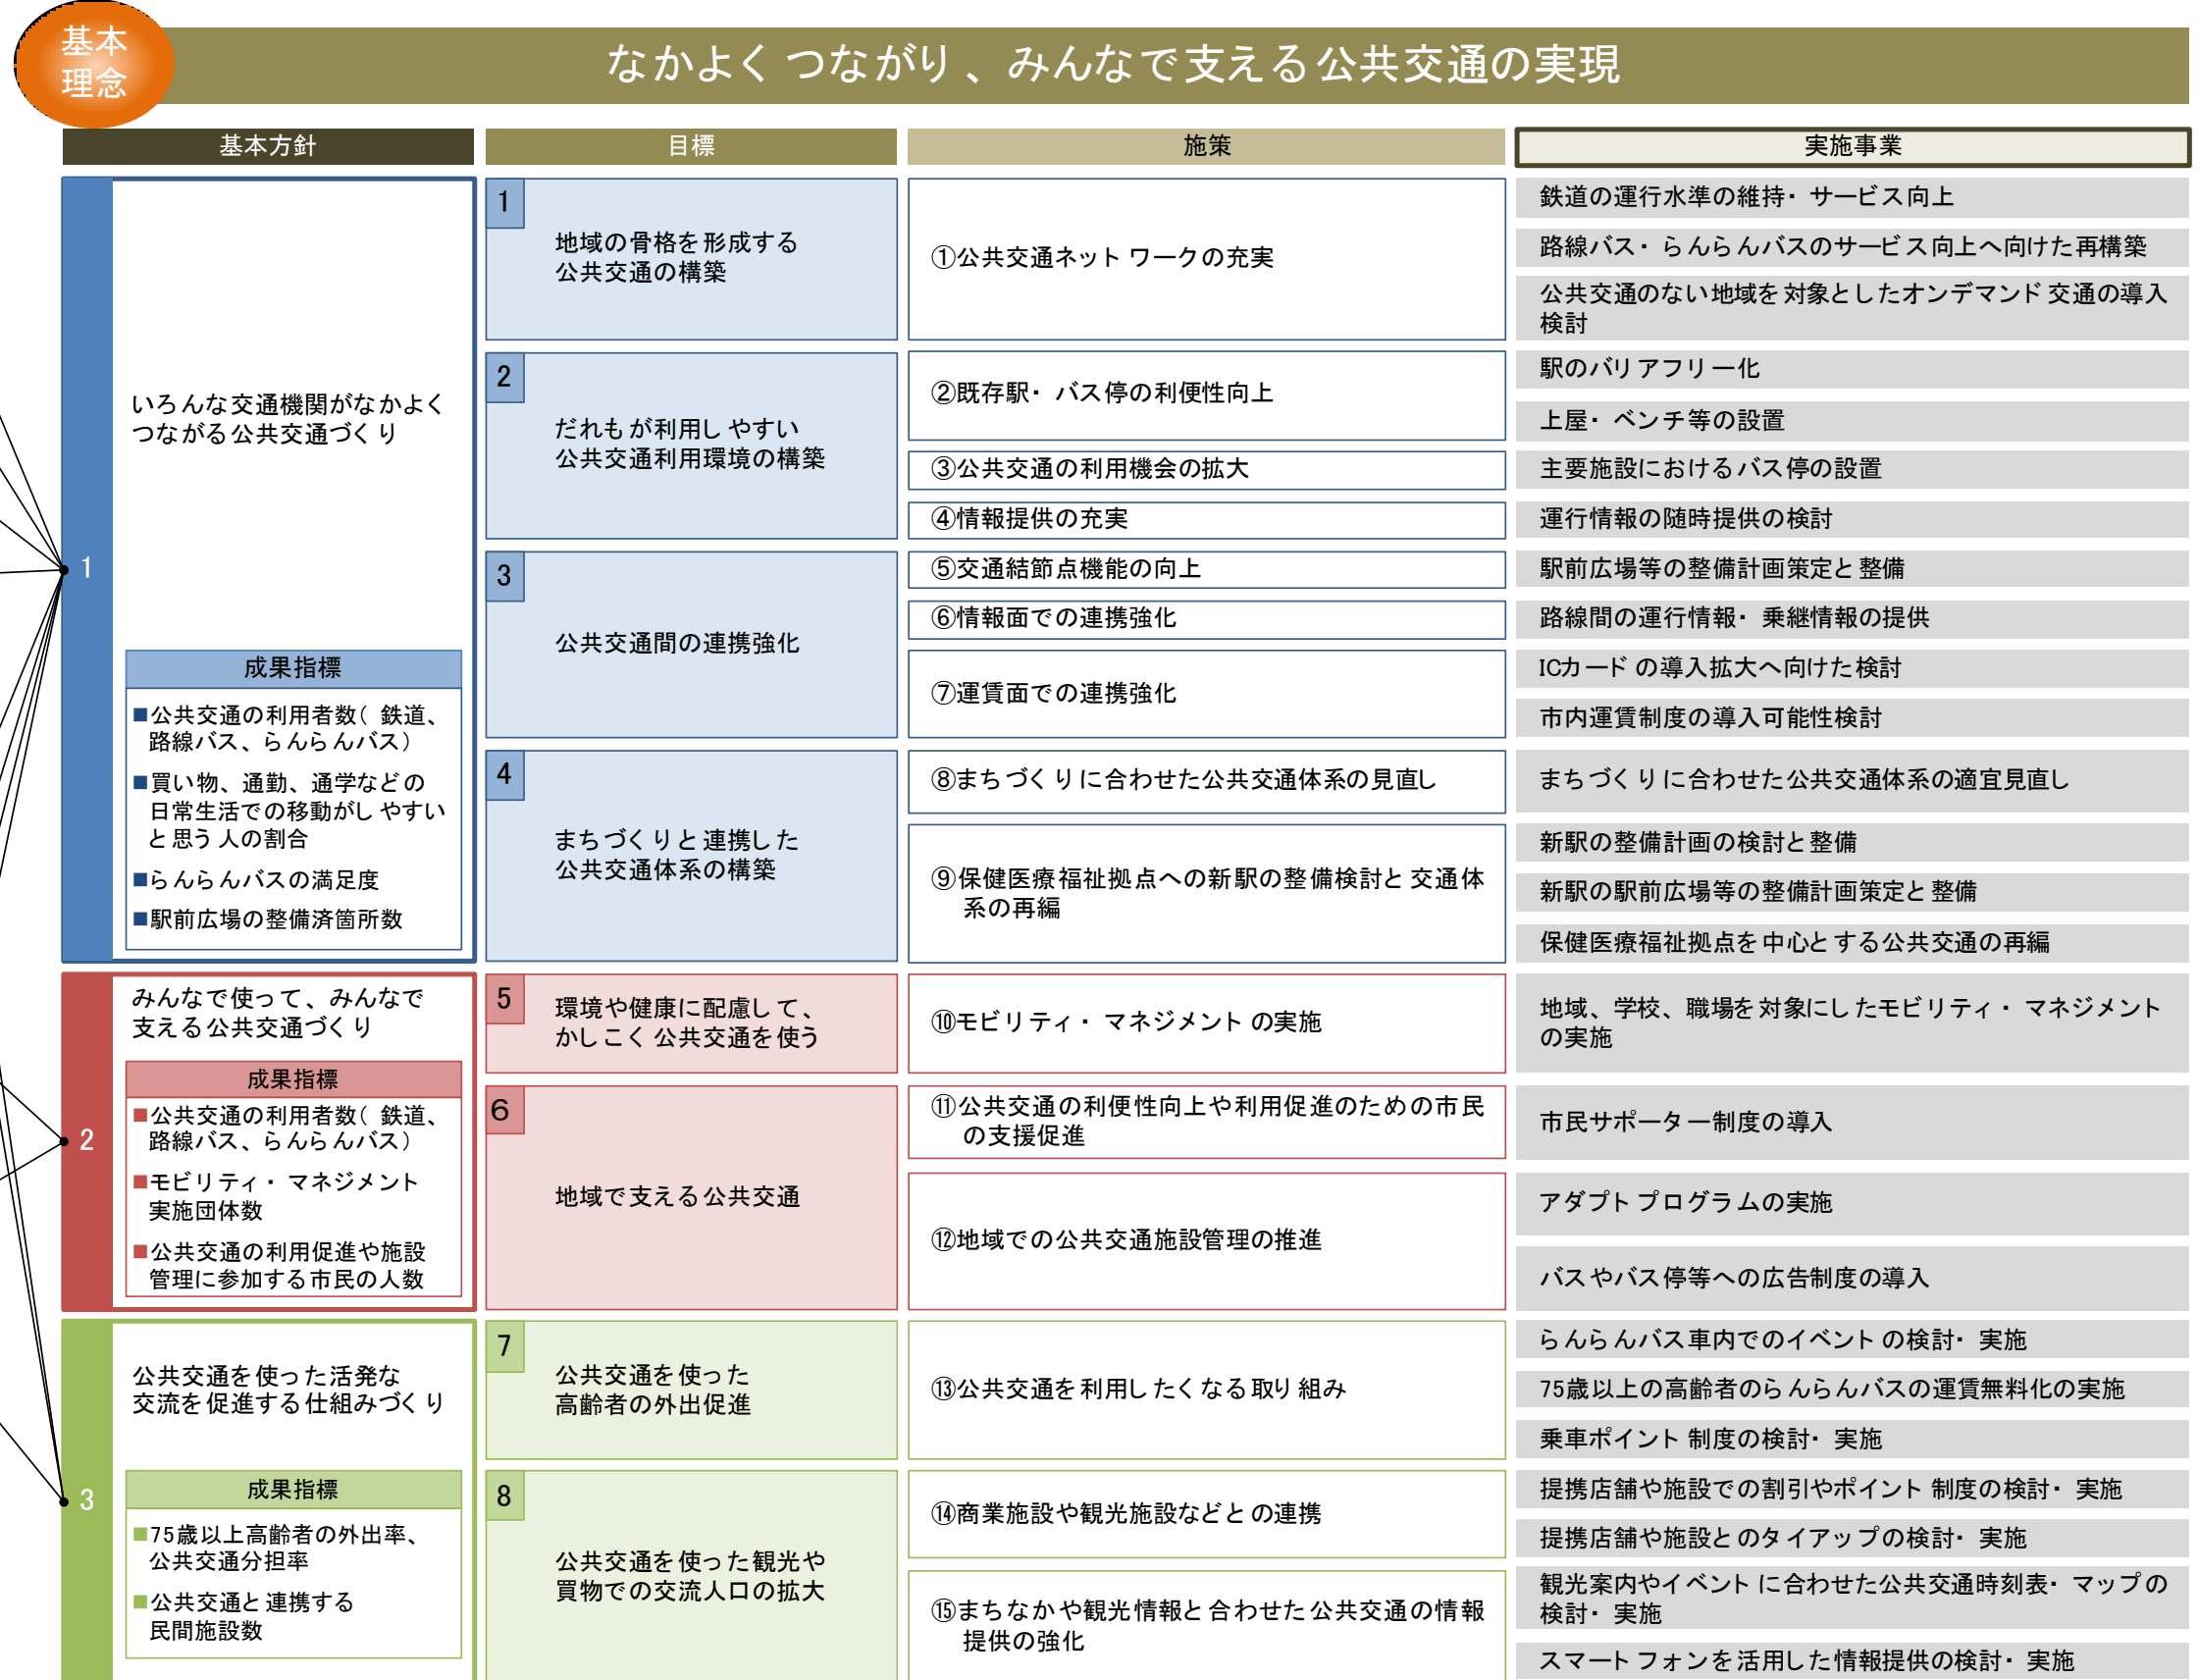 基本
理念
なかよくつながり、みんなで支える公共交通の実現
基本方針
目標
施策
実施事業
1
いろんな交通機関がなかよく
つながる公共交通づくり
成果指標
■公共交通の利用者数（鉄道、
路線バス、らんらんバス）
■買い物、通勤、通学などの
日常生活での移動がしやすい
と思う人の割合
■らんらんバスの満足度
■駅前広場の整備済箇所数
1
地域の骨格を形成する
公共交通の構築
①公共交通ネットワークの充実
鉄道の運行水準の維持・サービス向上
路線バス・らんらんバスのサービス向上へ向けた再構築
公共交通のない地域を対象としたオンデマンド交通の導入
検討
2
だれもが利用しやすい
公共交通利用環境の構築
②既存駅・バス停の利便性向上
駅のバリアフリー化
上屋・ベンチ等の設置
③公共交通の利用機会の拡大
主要施設におけるバス停の設置
④情報提供の充実
運行情報の随時提供の検討
3
公共交通間の連携強化
⑤交通結節点機能の向上
駅前広場等の整備計画策定と整備
⑥情報面での連携強化
路線間の運行情報・乗継情報の提供
⑦運賃面での連携強化
ICカードの導入拡大へ向けた検討
市内運賃制度の導入可能性検討
4
まちづくりと連携した
公共交通体系の構築
⑧まちづくりに合わせた公共交通体系の見直し
まちづくりに合わせた公共交通体系の適宜見直し
⑨保健医療福祉拠点への新駅の整備検討と交通体
系の再編
新駅の整備計画の検討と整備
新駅の駅前広場等の整備計画策定と整備
保健医療福祉拠点を中心とする公共交通の再編
2
みんなで使って、みんなで
支える公共交通づくり
成果指標
■公共交通の利用者数（鉄道、
路線バス、らんらんバス）
■モビリティ・マネジメント
実施団体数
■公共交通の利用促進や施設
管理に参加する市民の人数
5
環境や健康に配慮して、
かしこく公共交通を使う
⑩モビリティ・マネジメントの実施
地域、学校、職場を対象にしたモビリティ・マネジメント
の実施
6
地域で支える公共交通
⑪公共交通の利便性向上や利用促進のための市民
の支援促進
市民サポーター制度の導入
⑫地域での公共交通施設管理の推進
アダプトプログラムの実施
バスやバス停等への広告制度の導入
3
公共交通を使った活発な
交流を促進する仕組みづくり
成果指標
■75歳以上高齢者の外出率、
公共交通分担率
■公共交通と連携する
民間施設数
7
公共交通を使った
高齢者の外出促進
⑬公共交通を利用したくなる取り組み
らんらんバス車内でのイベントの検討・実施
75歳以上の高齢者のらんらんバスの運賃無料化の実施
乗車ポイント制度の検討・実施
8
公共交通を使った観光や
買物での交流人口の拡大
⑭商業施設や観光施設などとの連携
提携店舗や施設での割引やポイント制度の検討・実施
提携店舗や施設とのタイアップの検討・実施
⑮まちなかや観光情報と合わせた公共交通の情報
提供の強化
観光案内やイベントに合わせた公共交通時刻表・マップの
検討・実施
スマートフォンを活用した情報提供の検討・実施